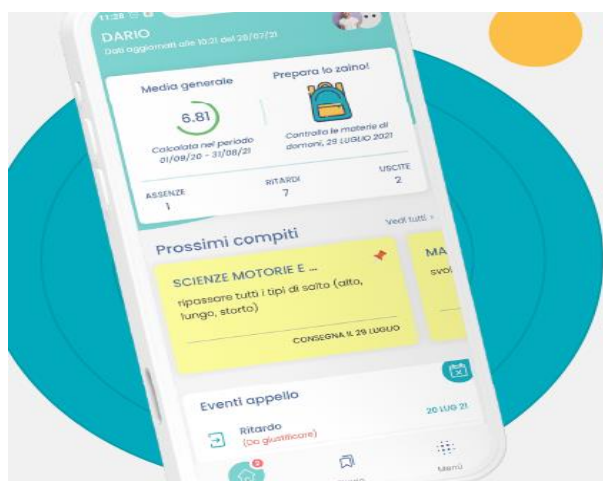 11:28
DARIO
Dati aggiornati alle 10:21 del 28/07/21
Media generale
6.81
Calcolata nel periodo
01/09/20 - 31/08/21
Prepara lo zaino!
Controlla le materie di
domani, 29 LUGLIO 2021
ASSENZE
1
RITARDI
7
USCITE
2
Prossimi compiti
Vedi tutti >
SCIENZE MOTORIE E ...
ripassare tutti i tipi di salto (alto,
lungo, storto)
CONSEGNA IL 29 LUGLIO
MA
svol
Eventi appello
Ritardo
(Da giustificare)
20 LUG 21
Menù